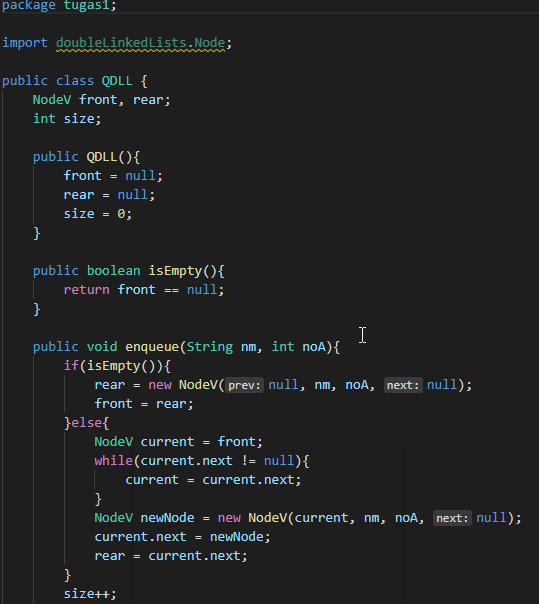 package tugas1;
import doubleLinkedLists.Node;
public class QDLL {
NodeV front, rear;
int size;
public QDLL(){
front = null;
rear = null;
size = 0;
}
public boolean isEmpty(){
return front == null;
}
public void enqueue(String nm, int noA){
if(isEmpty()){
rear = new NodeV(prev: null, nm, noA, next: null);
front = rear;
}else{
NodeV current = front;
while(current.next != null){
current = current.next;
}
NodeV newNode = new NodeV(current, nm, noA, next: null);
current.next = newNode;
rear = current.next;
}
size++;